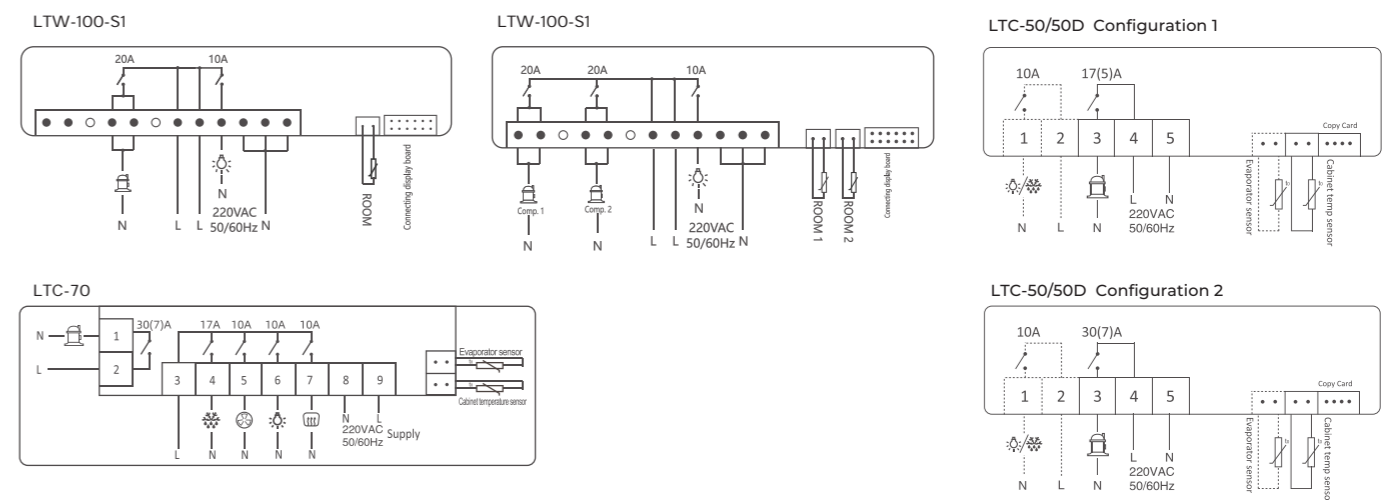 LTW-100-S1
20A 10A
N L L N
220VAC
50/60Hz N
ROOM
Connecting display board
LTW-100-S1
20A 20A 10A
Comp. 1 Comp. 2
N N L L N
220VAC
50/60Hz N
ROOM 1
ROOM 2
Connecting display board
LTC-50/50D Configuration 1
10A 17(5)A
1 2 3 4 5
Copy Card
Evaporator sensor
Cabinet temp sensor
L N
220VAC
N L N 50/60Hz
LTC-70
N 1 30(7)A 17A 10A 10A 10A
L 2
3 4 5 6 7 8 9
Evaporator sensor
Cabinet temperature sensor
N L
220VAC Supply
50/60Hz
L N N N N
LTC-50/50D Configuration 2
10A 30(7)A
1 2 3 4 5
Copy Card
Evaporator sensor
Cabinet temp senso
L N
220VAC
N L N 50/60Hz